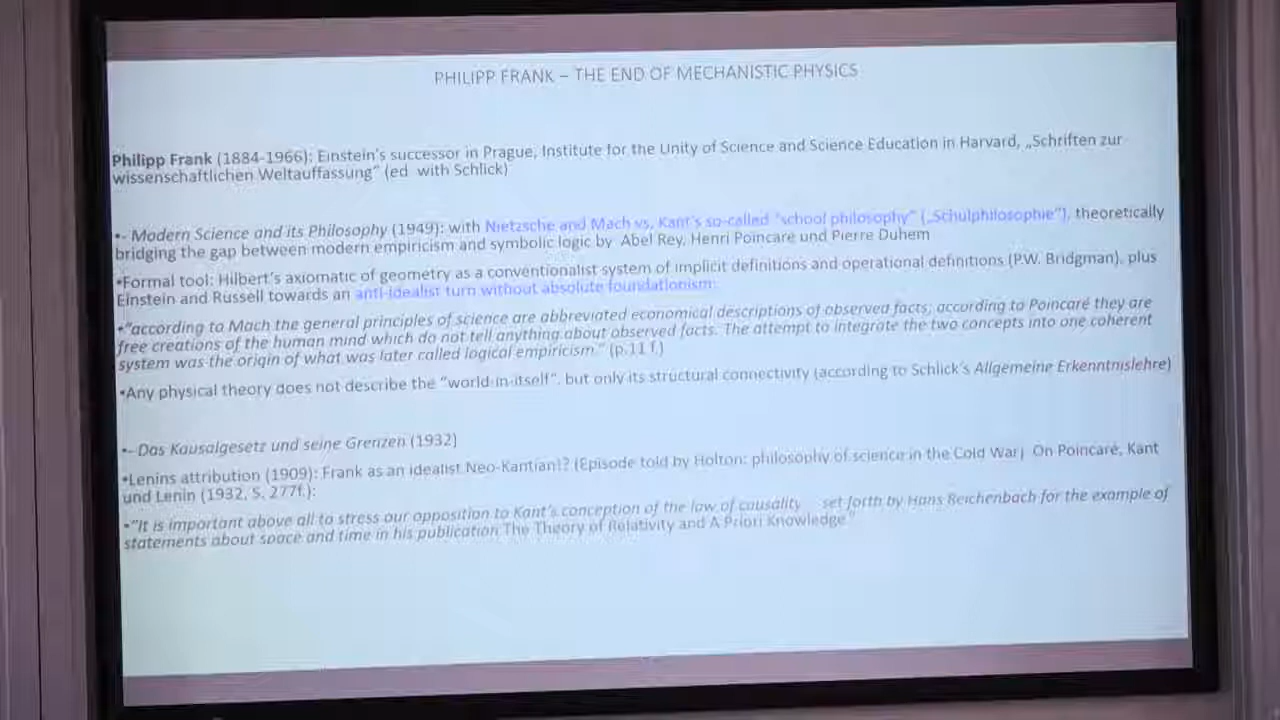 PHILIPP FRANK – THE END OF MECHANISTIC PHYSICS
Philipp Frank (1884-1966): Einstein's successor in Prague, Institute for the Unity of Science and Science Education in Harvard, „Schriften zur
wissenschaftlichen Weltauffassung" (ed. with Schlick)
•- Modern Science and its Philosophy (1949): with Nietzsche and Mach vs. Kant's so-called "school philosophy" („Schulphilosophie"), theoretically
bridging the gap between modern empiricism and symbolic logic by Abel Rey, Henri Poincaré und Pierre Duhem
•Formal tool: Hilbert's axiomatic of geometry as a conventionalist system of implicit definitions and operational definitions (P.W. Bridgman), plus
Einstein and Russell towards an anti-idealist turn without absolute foundationism:
•"according to Mach the general principles of science are abbreviated economical descriptions of observed facts; according to Poincaré they are
free creations of the human mind which do not tell anything about observed facts. The attempt to integrate the two concepts into one coherent
system was the origin of what was later called logical empiricism." (p.11 f.)
•Any physical theory does not describe the "world-in-itself", but only its structural connectivity (according to Schlick's Allgemeine Erkenntnislehre)
•- Das Kausalgesetz und seine Grenzen (1932)
•Lenins attribution (1909): Frank as an idealist Neo-Kantian!? (Episode told by Holton: philosophy of science in the Cold War) On Poincaré, Kant
und Lenin (1932, S. 277f.):
•"It is important above all to stress our opposition to Kant's conception of the law of causality set forth by Hans Reichenbach for the example of
statements about space and time in his publication The Theory of Relativity and A Priori Knowledge"